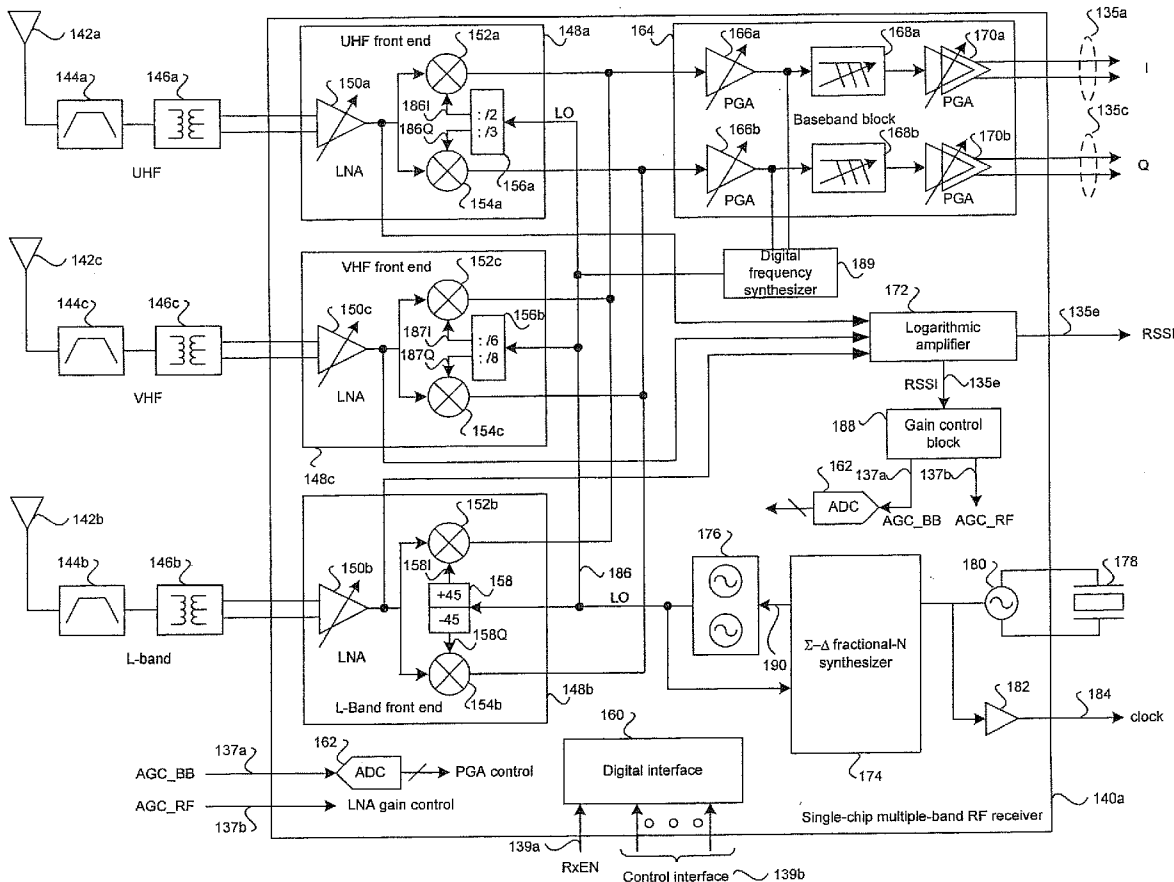 142a
144a
146a
UHF
UHF front end
152a
148a
150a
186I
186Q
: /2
: /3
LO
LNA
154a
156a
164
166a
168a
170a
PGA
Baseband block
PGA
166b
168b
170b
PGA
PGA
135a
I
135c
Q
142c
144c
146c
VHF
VHF front end
152c
150c
156b
187I
187Q
: /6
: /8
LNA
154c
148c
Digital
frequency
synthesizer
189
172
Logarithmic
amplifier
135e
RSSI
RSSI
135e
188
Gain control
block
162
137a
137b
ADC
AGC_BB
AGC_RF
142b
144b
146b
L-band
152b
150b
158I
158
+45
-45
158Q
LNA
154b
L-Band front end
148b
186
LO
176
190
Σ–Δ fractional-N
synthesizer
174
180
178
182
184
clock
AGC_BB
137a
162
ADC
PGA control
AGC_RF
137b
LNA gain control
160
Digital interface
139a
RxEN
Control interface
139b
Single-chip multiple-band RF receiver
140a